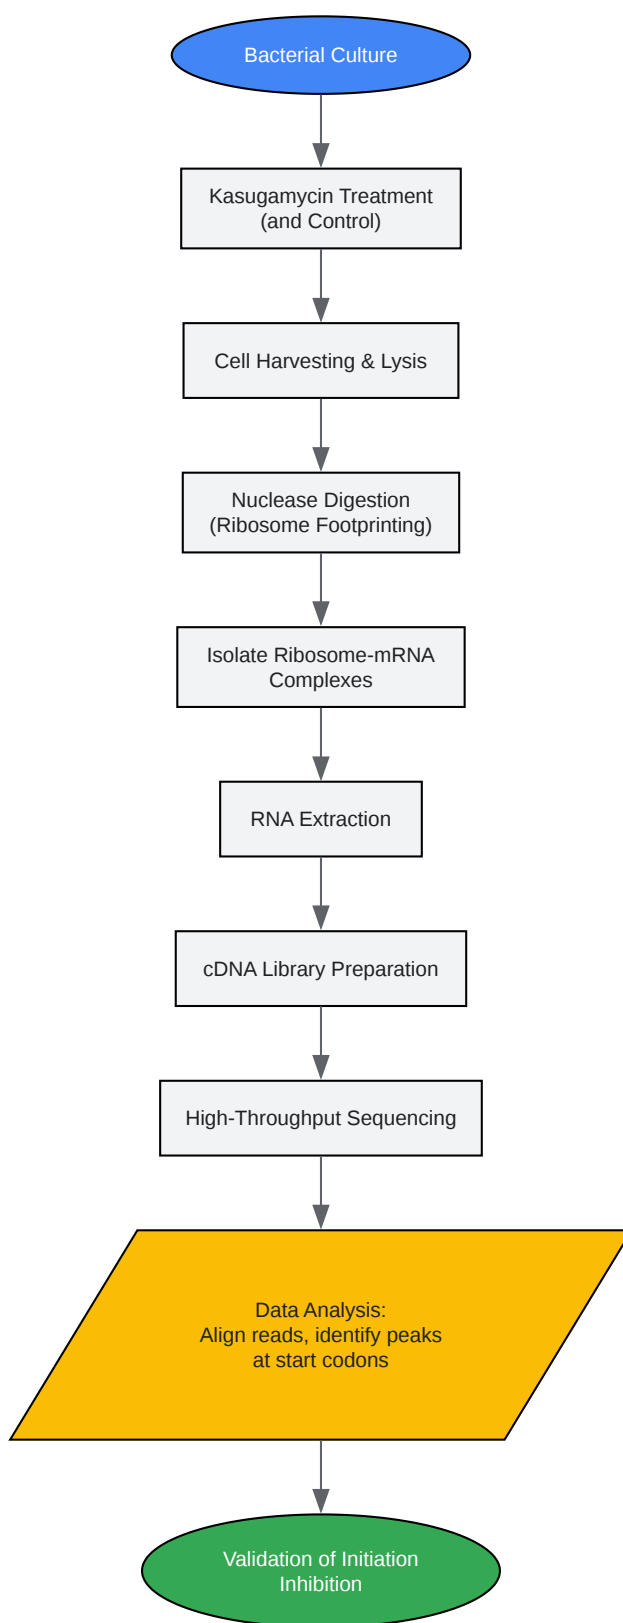 Bacterial Culture
Kasugamycin Treatment
(and Control)
Cell Harvesting & Lysis
Nuclease Digestion
(Ribosome Footprinting)
Isolate Ribosome-mRNA
Complexes
RNA Extraction
cDNA Library Preparation
High-Throughput Sequencing
Data Analysis:
Align reads, identify peaks
at start codons
Validation of Initiation
Inhibition